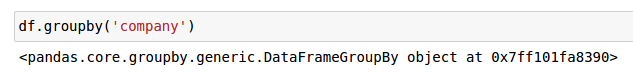 df.groupby('company')
<pandas.core.groupby.generic.DataFrameGroupBy object at 0x7ff101fa8390>